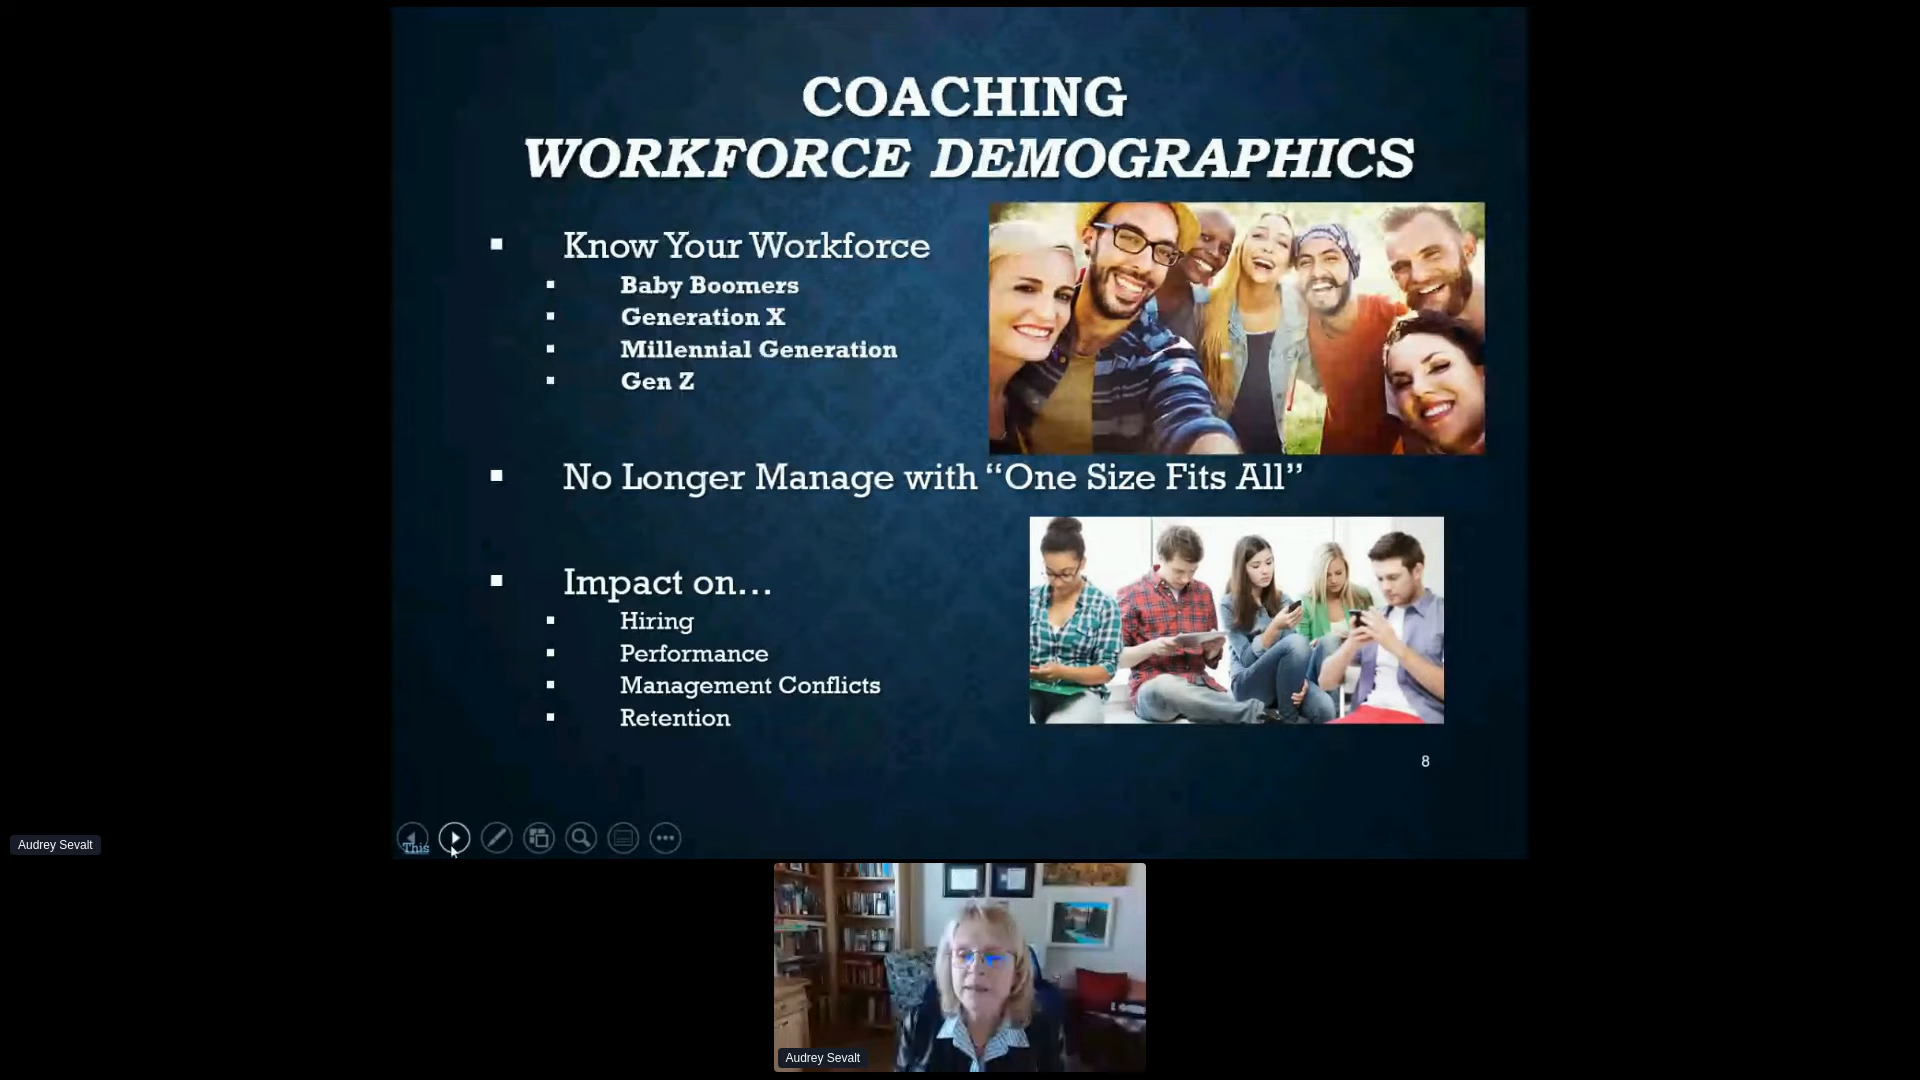 COACHING
WORKFORCE DEMOGRAPHICS
Know Your Workforce
Baby Boomers
Generation X
Millennial Generation
Gen Z
No Longer Manage with “One Size Fits All”
Impact on…
Hiring
Performance
Management Conflicts
Retention
8
This
Audrey Sevalt
Audrey Sevalt